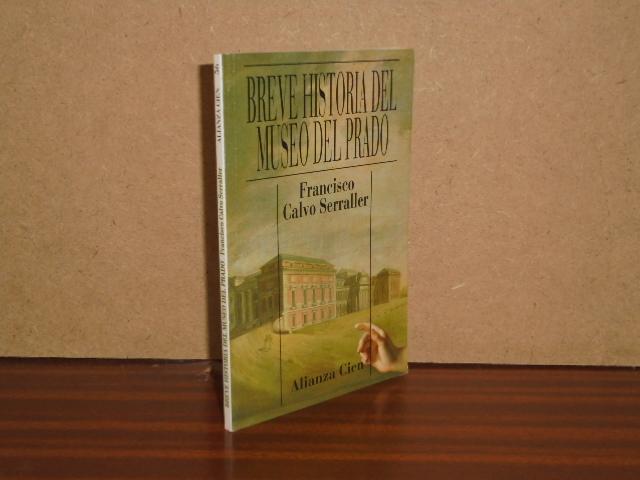 BREVE HISTORIA DEL
MUSEO DEL PRADO
Francisco
Calvo Serraller
Alianza Cien
BREVE HISTORIA DEL MUSEO DEL PRADO Francisco Calvo Serraller ALIANZA CIEN 56